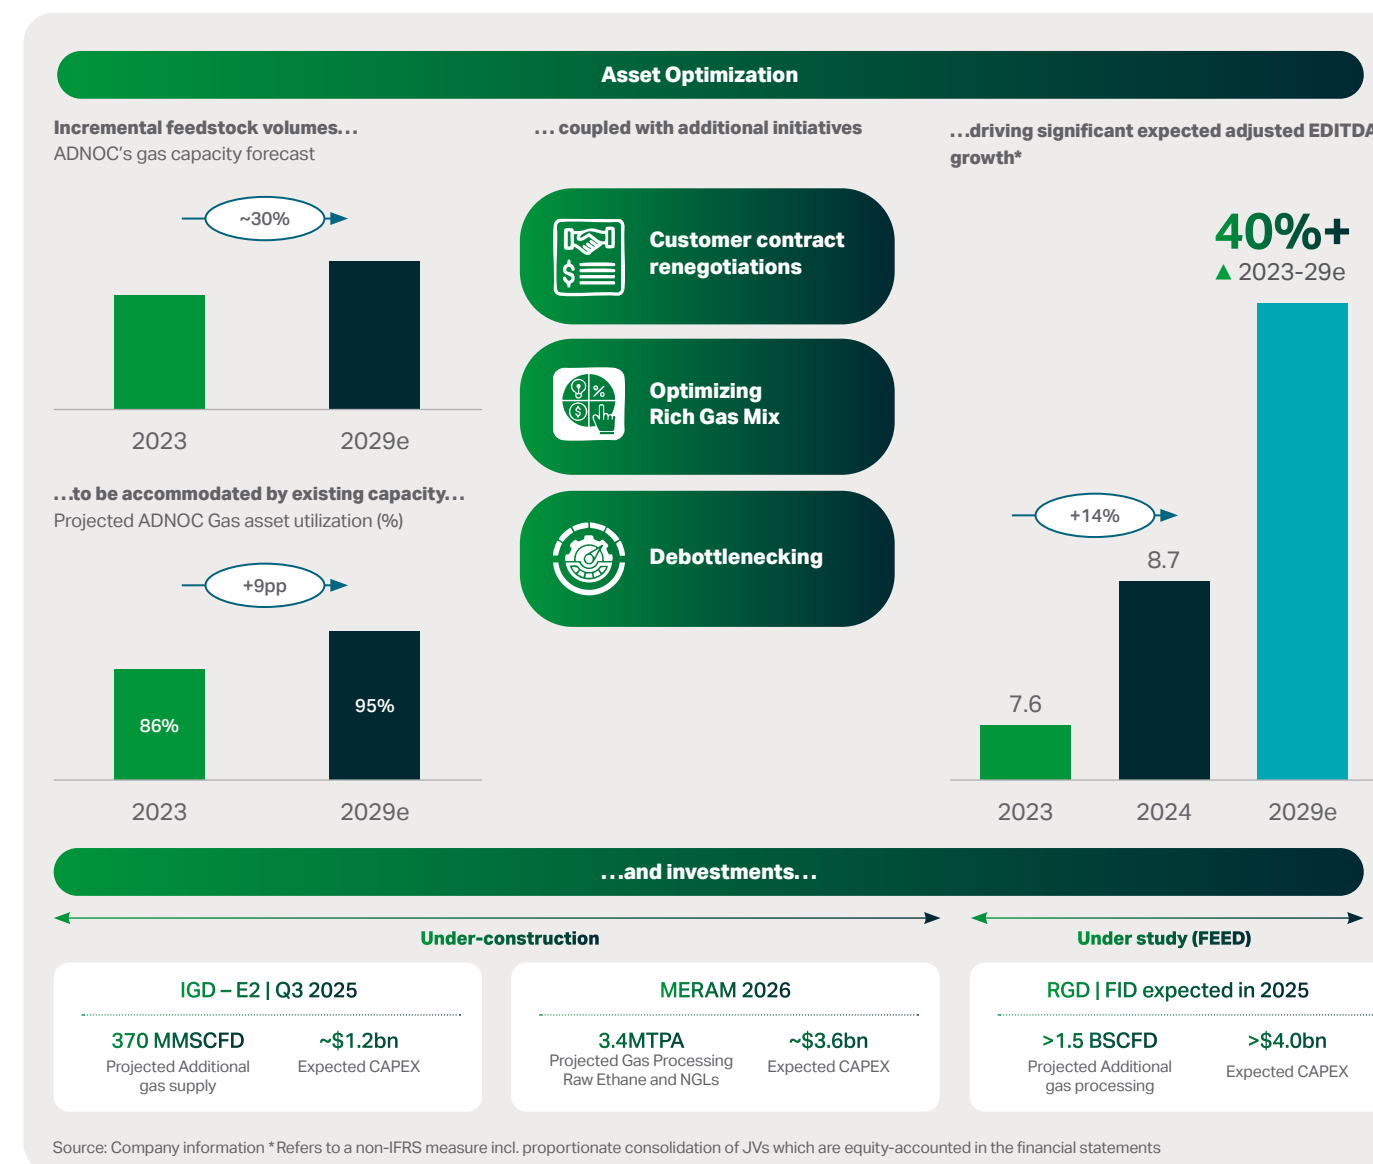 Asset Optimization
Incremental feedstock volumes...
ADNOC's gas capacity forecast
~30%
2023
2029e
...to be accommodated by existing capacity...
Projected ADNOC Gas asset utilization (%)
+9pp
86%
95%
2023
2029e
... coupled with additional initiatives
Customer contract
renegotiations
Optimizing
Rich Gas Mix
Debottlenecking
...driving significant expected adjusted EDITDA
growth*
40%+
▲ 2023-29e
+14%
7.6
8.7
2023
2024
2029e
...and investments...
Under-construction
Under study (FEED)
IGD – E2 | Q3 2025
370 MMSCFD
Projected Additional
gas supply
~$1.2bn
Expected CAPEX
MERAM 2026
3.4MTPA
Projected Gas Processing
Raw Ethane and NGLs
~$3.6bn
Expected CAPEX
RGD | FID expected in 2025
>1.5 BSCFD
Projected Additional
gas processing
>$4.0bn
Expected CAPEX
Source: Company information * Refers to a non-IFRS measure incl. proportionate consolidation of JVs which are equity-accounted in the financial statements